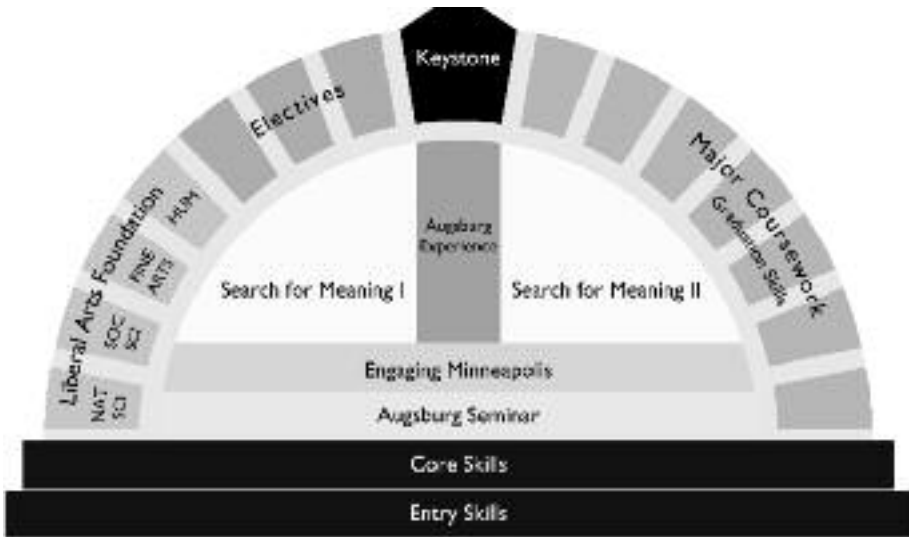 Keystone
Electives
Major Coursework
Graduation Skills
Liberal Arts Foundation
HUM
FINE
ARTS
SOC
SCI
NAT
SCI
Augsburg
Experience
Search for Meaning I
Search for Meaning II
Engaging Minneapolis
Augsburg Seminar
Core Skills
Entry Skills